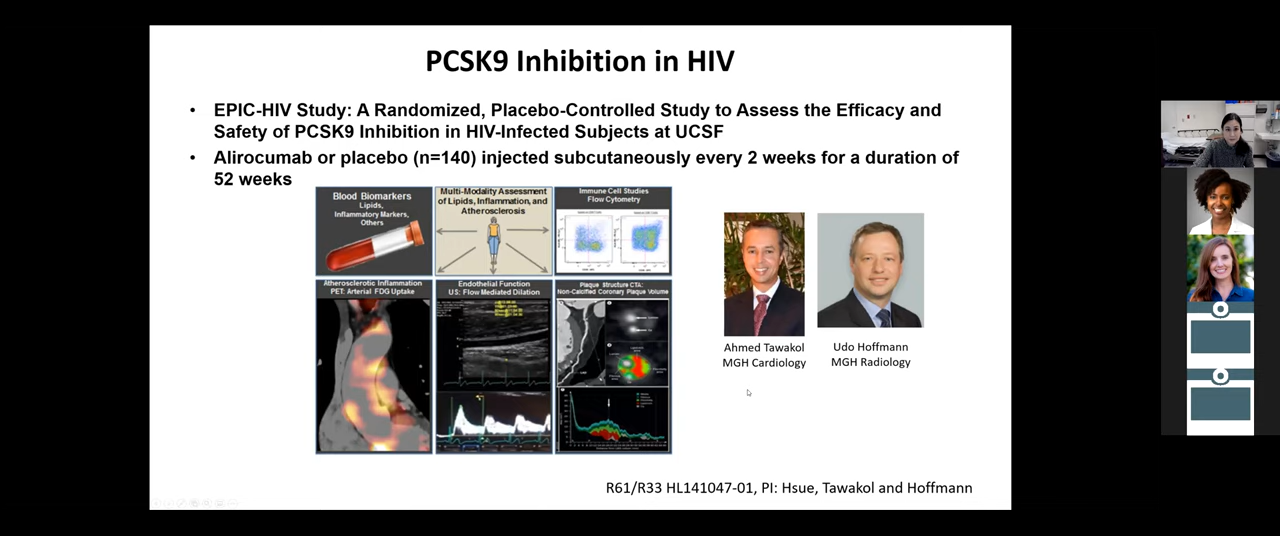 PCSK9 Inhibition in HIV
• EPIC-HIV Study: A Randomized, Placebo-Controlled Study to Assess the Efficacy and
Safety of PCSK9 Inhibition in HIV-Infected Subjects at UCSF
• Alirocumab or placebo (n=140) injected subcutaneously every 2 weeks for a duration of
52 weeks
Blood Biomarkers
Lipids,
Inflammatory Markers,
Others
Multi-Modality Assessment
of Lipids, Inflammation, and
Atherosclerosis
Immune Cell Studies
Flow Cytometry
Atherosclerotic Inflammation
PET: Arterial FDG Uptake
Endothelial Function
US: Flow Mediated Dilation
Plaque Structure CTA:
Non-Calcified Coronary Plaque Volume
Ahmed Tawakol
MGH Cardiology
Udo Hoffmann
MGH Radiology
R61/R33 HL141047-01, PI: Hsue, Tawakol and Hoffmann